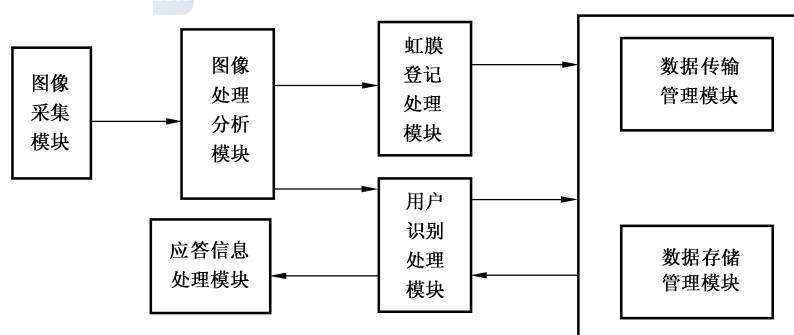 图像
采集
模块
图像
处理
分析
模块
虹膜
登记
处理
模块
用户
识别
处理
模块
应答信息
处理模块
数据传输
管理模块
数据存储
管理模块